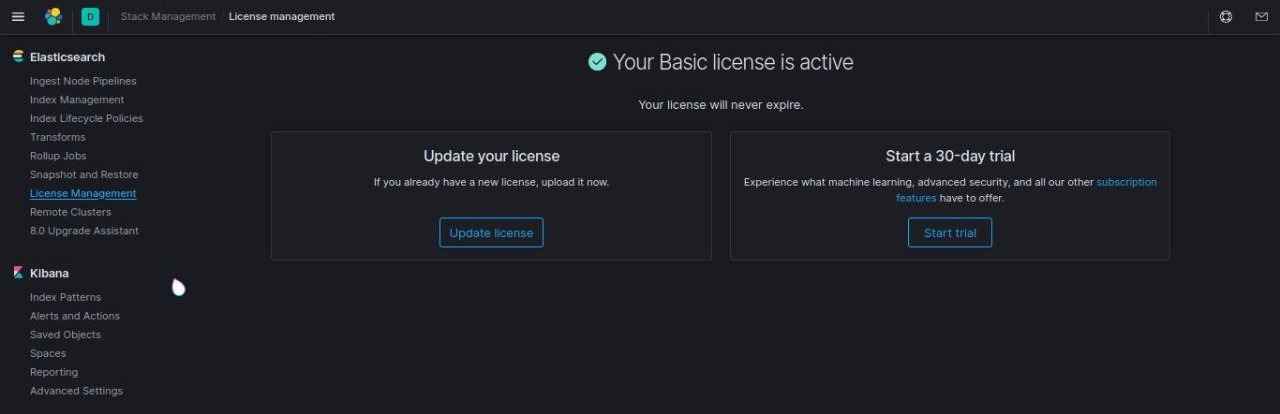 D
Stack Management / License management
Elasticsearch
Ingest Node Pipelines
Index Management
Index Lifecycle Policies
Transforms
Rollup Jobs
Snapshot and Restore
License Management
Remote Clusters
8.0 Upgrade Assistant
Kibana
Index Patterns
Alerts and Actions
Saved Objects
Spaces
Reporting
Advanced Settings
Your Basic license is active
Your license will never expire.
Update your license
If you already have a new license, upload it now.
Update license
Start a 30-day trial
Experience what machine learning, advanced security, and all our other subscription
features have to offer.
Start trial